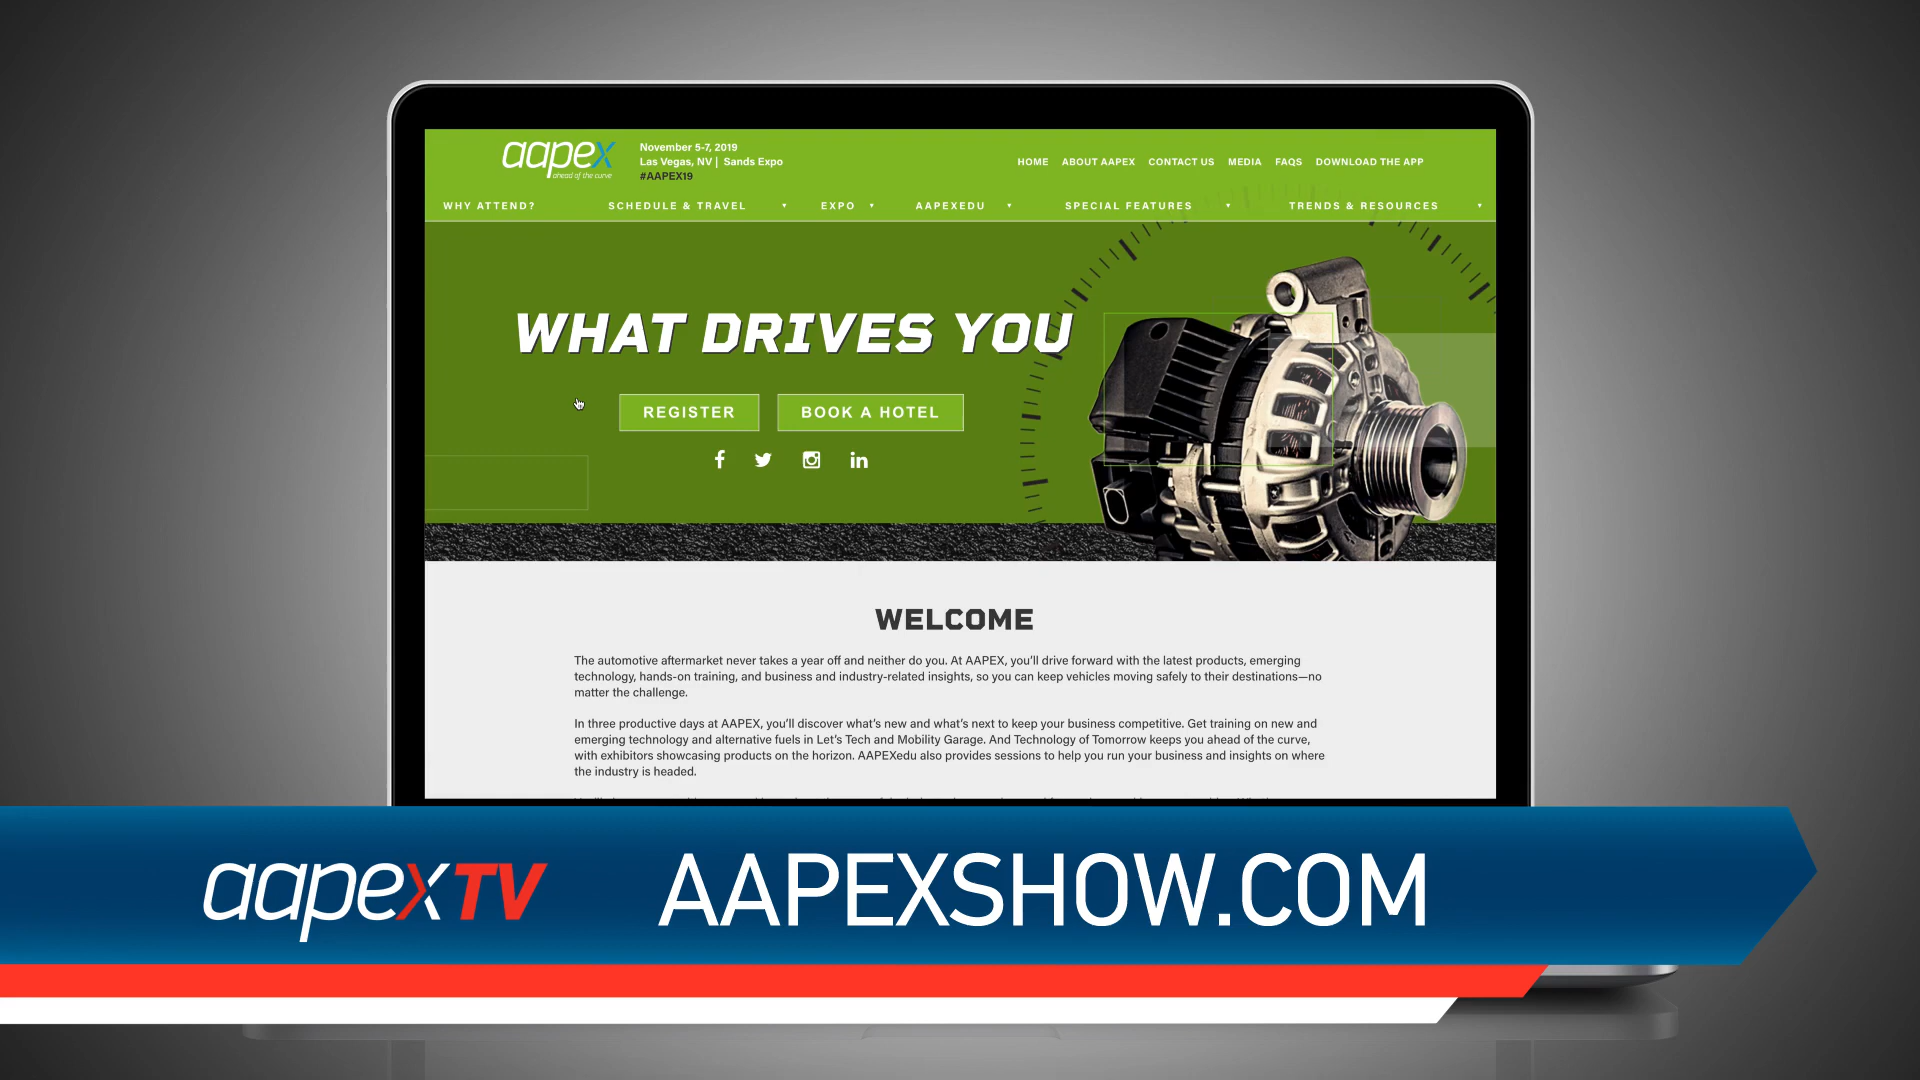 aapex
ahead of the curve
November 5-7, 2019
Las Vegas, NV | Sands Expo
#AAPEX19
HOME ABOUT AAPEX CONTACT US MEDIA FAQS DOWNLOAD THE APP
WHY ATTEND? SCHEDULE & TRAVEL EXPO AAPEXEDU SPECIAL FEATURES TRENDS & RESOURCES
WHAT DRIVES YOU
REGISTER BOOK A HOTEL
WELCOME
The automotive aftermarket never takes a year off and neither do you. At AAPEX, you'll drive forward with the latest products, emerging
technology, hands-on training, and business and industry-related insights, so you can keep vehicles moving safely to their destinations—no
matter the challenge.
In three productive days at AAPEX, you'll discover what's new and what's next to keep your business competitive. Get training on new and
emerging technology and alternative fuels in Let's Tech and Mobility Garage. And Technology of Tomorrow keeps you ahead of the curve,
with exhibitors showcasing products on the horizon. AAPEXedu also provides sessions to help you run your business and insights on where
the industry is headed.
aapexTV AAPEXSHOW.COM